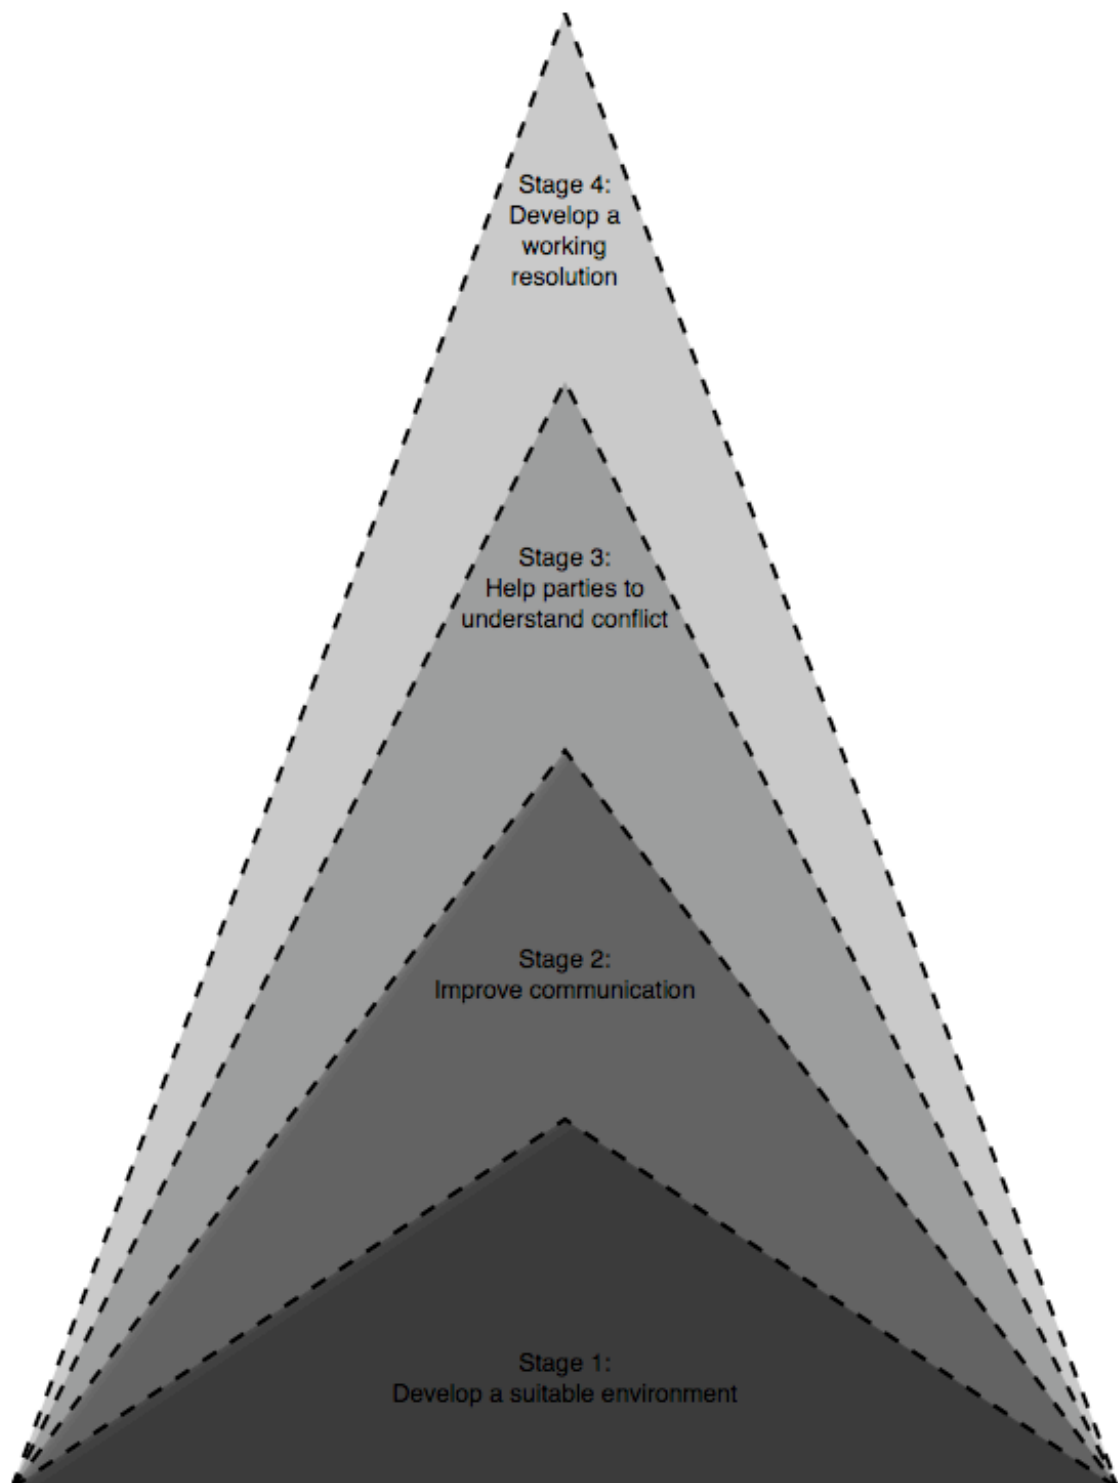 Stage 4:
Develop a
working
resolution
Stage 3:
Help parties to
understand conflict
Stage 2:
Improve communication
Stage 1:
Develop a suitable environment